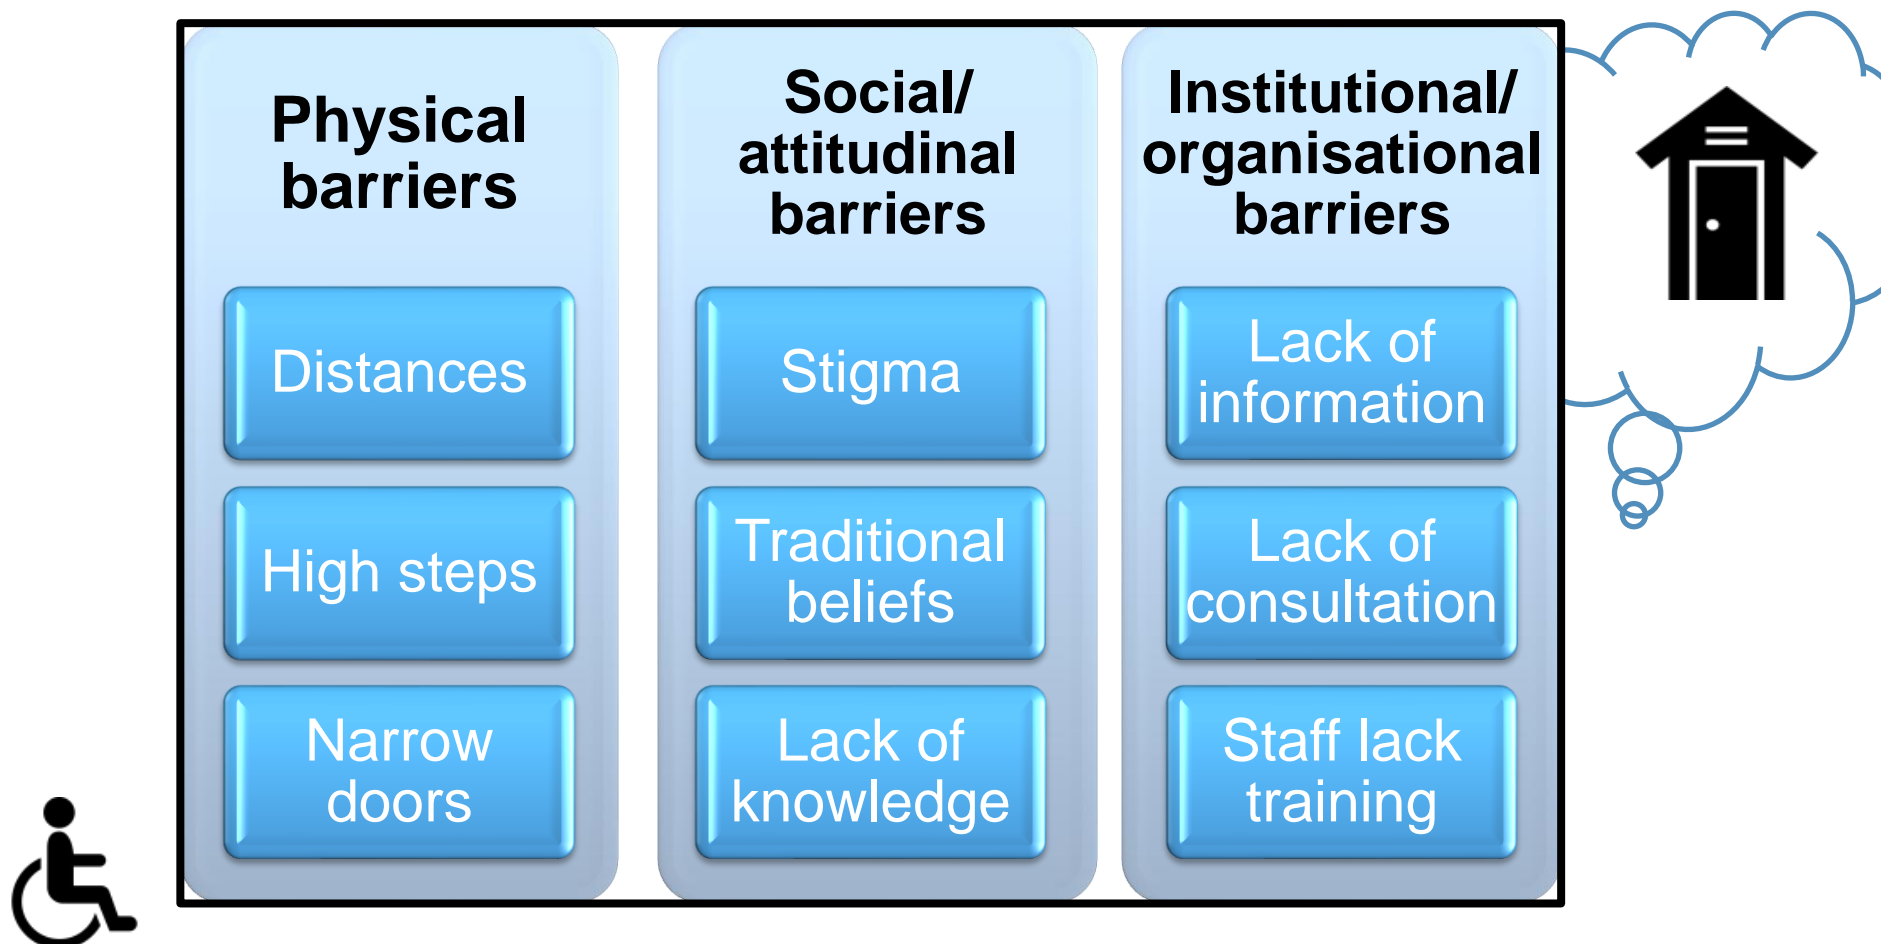 Physical
barriers
Distances
High steps
Narrow
doors
Social/
attitudinal
barriers
Stigma
Traditional
beliefs
Lack of
knowledge
Institutional/
organisational
barriers
Lack of
information
Lack of
consultation
Staff lack
training